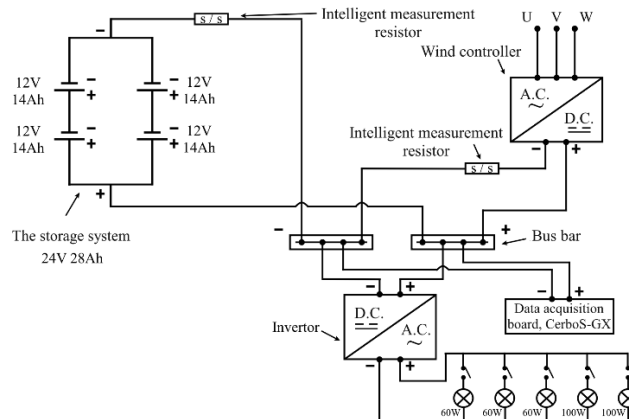 Intelligent measurement
resistor
s / s
U V W
Wind controller
12V
14Ah
12V
14Ah
12V
14Ah
12V
14Ah
A.C.
D.C.
Intelligent measurement
resistor
s / s
The storage system
24V 28Ah
Bus bar
Invertor
D.C.
A.C.
Data acquisition
board, CerboS-GX
60W 60W 60W 100W 100W